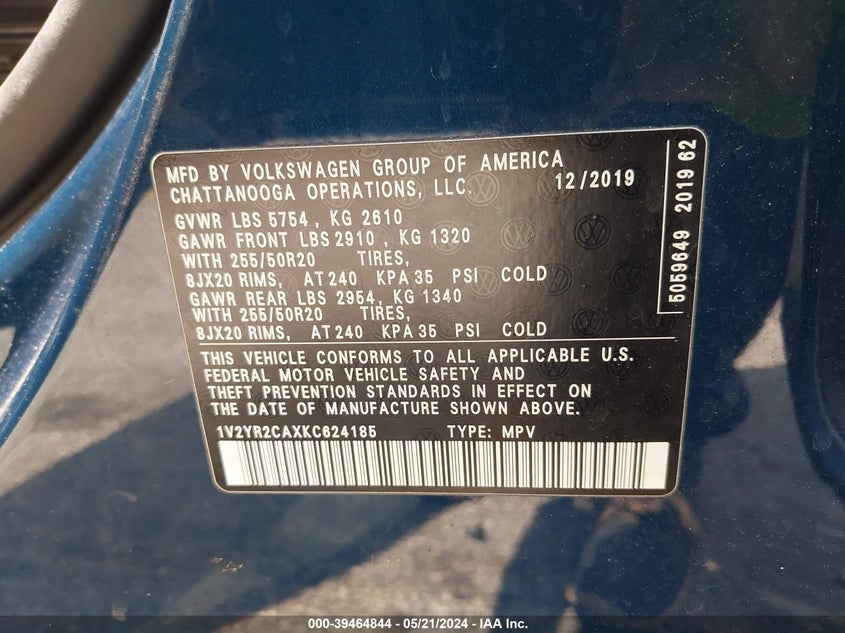 MFD BY VOLKSWAGEN GROUP OF AMERICA
CHATTANOOGA OPERATIONS, LLC. 12/2019
GVWR LBS 5754 , KG 2610
GAWR FRONT LBS 2910 , KG 1320
WITH 255/50R20 TIRES,
8JX20 RIMS, AT 240 KPA 35 PSI COLD
GAWR REAR LBS 2954, KG 1340
WITH 255/50R20 TIRES,
8JX20 RIMS, AT 240 KPA 35 PSI COLD
THIS VEHICLE CONFORMS TO ALL APPLICABLE U.S.
FEDERAL MOTOR VEHICLE SAFETY AND
THEFT PREVENTION STANDARDS IN EFFECT ON
THE DATE OF MANUFACTURE SHOWN ABOVE.
1V2YR2CAXKC624185 TYPE: MPV
5059649 2019 62
000-39464844 / 05/21/2024 - IAA Inc.